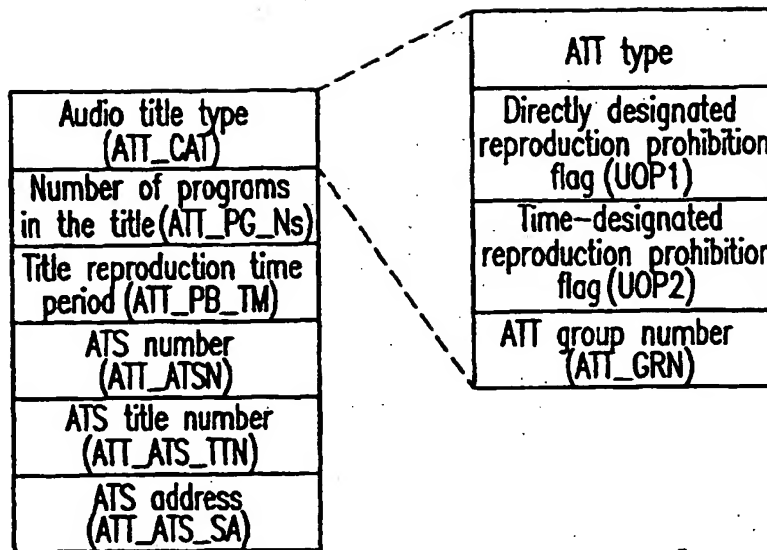 Audio title type
(ATT_CAT)
Number of programs
in the title (ATT_PG_Ns)
Title reproduction time
period (ATT_PB_TM)
ATS number
(ATT_ATSN)
ATS title number
(ATT_ATS_TTN)
ATS address
(ATT_ATS_SA)
ATT type
Directly designated
reproduction prohibition
flag (UOP1)
Time-designated
reproduction prohibition
flag (UOP2)
ATT group number
(ATT_GRN)